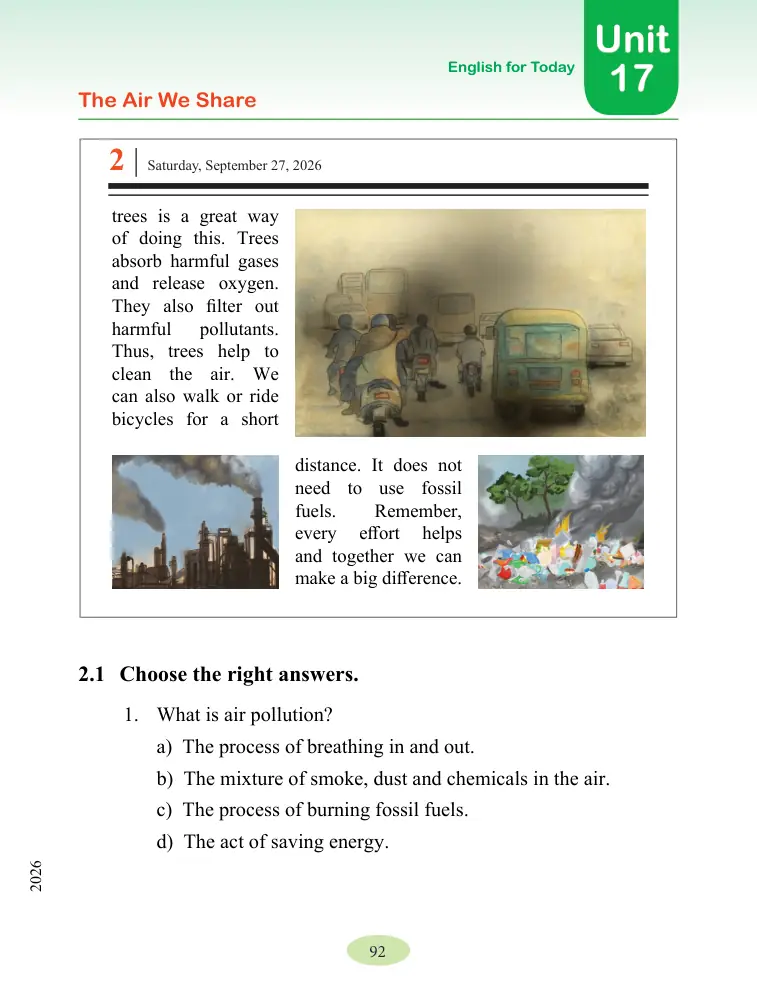 Unit
17
English for Today
The Air We Share
2
Saturday, September 27, 2026
trees is a great way
of doing this. Trees
absorb harmful gases
and release oxygen.
They also filter out
harmful pollutants.
Thus, trees help to
clean the air. We
can also walk or ride
bicycles for a short
distance. It does not
need to use fossil
fuels. Remember,
every effort helps
and together we can
make a big difference.
2.1 Choose the right answers.
1. What is air pollution?
a) The process of breathing in and out.
b) The mixture of smoke, dust and chemicals in the air.
c) The process of burning fossil fuels.
d) The act of saving energy.
2026
92